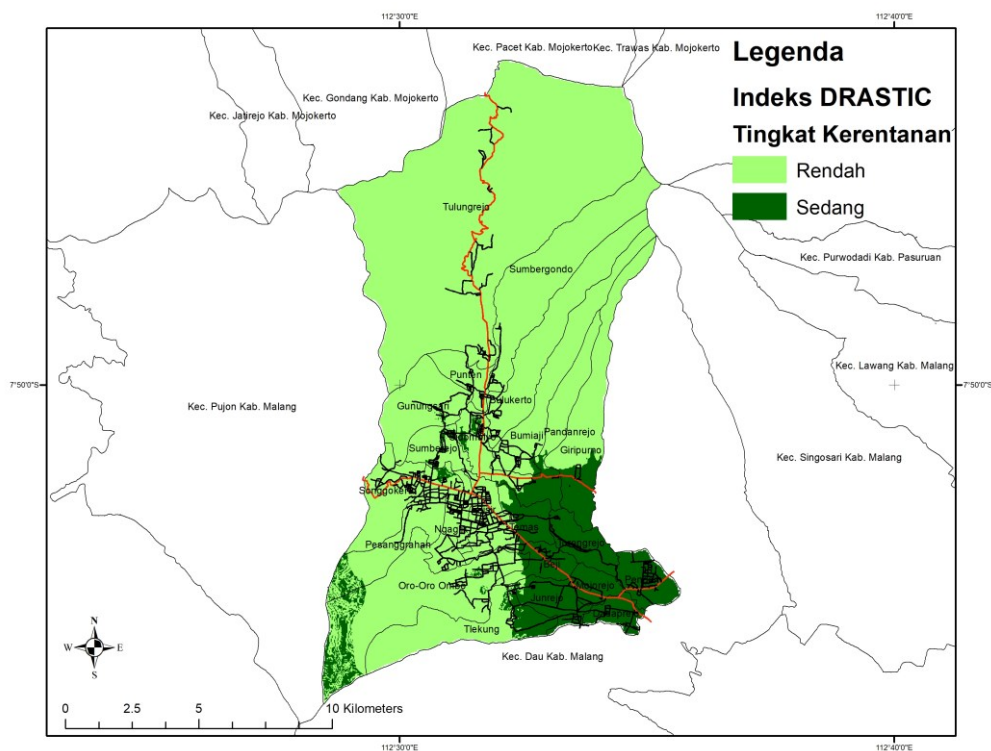 112°30'0"E
112°40'0"E
Kec. Pacet Kab. Mojokerto
Kec. Trawas Kab. Mojokerto
Legenda
Indeks DRASTIC
Tingkat Kerentanan
Rendah
Sedang
Kec. Gondang Kab. Mojokerto
Kec. Jatirejo Kab. Mojokerto
Tulungrejo
Kec. Purwodadi Kab. Pasuruan
Sumbergondo
Kec. Lawang Kab. Malang
7°50'0"S
7°50'0"S
Punten
Kec. Pujon Kab. Malang
Gunungsari
Bulukerto
Bumiaji
Pandanrejo
Sumberejo
Giripurno
Kec. Singosari Kab. Malang
Songgokerto
Pesanggrahan
Beji
Mojorejo
Oro-Oro Ombo
Junrejo
Tlekung
Kec. Dau Kab. Malang
N
W
E
S
0
2.5
5
10 Kilometers
112°30'0"E
112°40'0"E